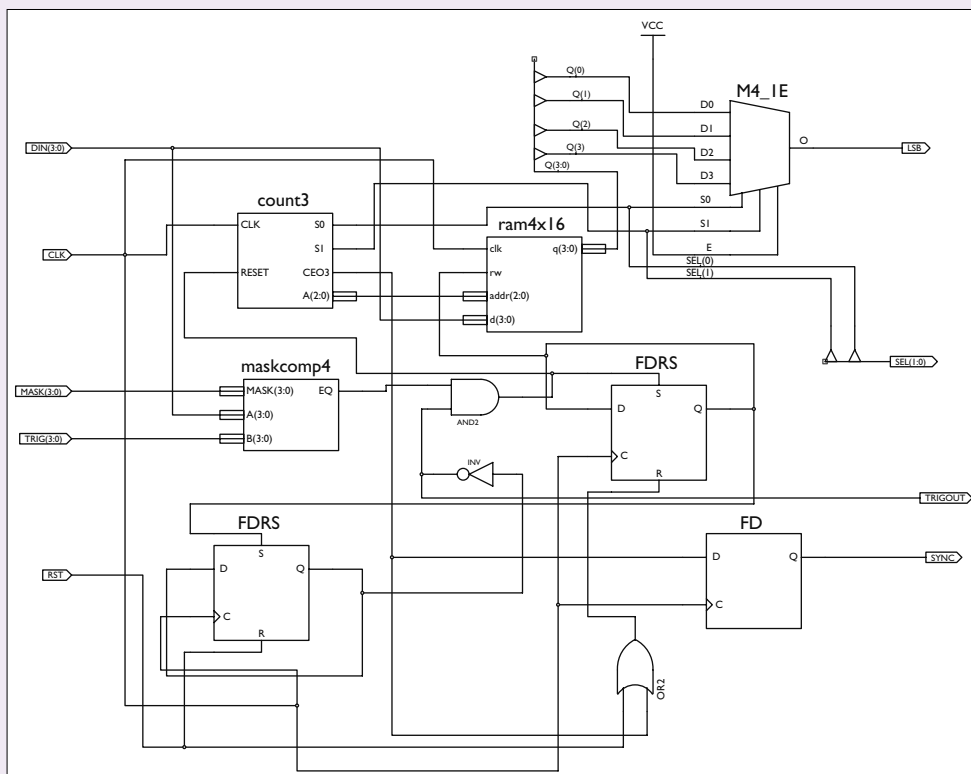 VCC
Q(0)
M4_1E
Q(1)
D0
Q(2)
D1
DIN(3:0)
O
LSB
Q(3)
D2
Q(3:0)
D3
count3
S0
CLK
S0
ram4x16
S1
CLK
S1
clk
q(3:0)
E
SEL(0)
RESET
CEO3
rw
SEL(1)
A(2:0)
addr(2:0)
d(3:0)
maskcomp4
FDRS
SEL(1:0)
MASK(3:0)
MASK(3:0)
EQ
S
A(3:0)
D
Q
AND2
TRIG(3:0)
B(3:0)
C
INV
R
TRIGOUT
FDRS
FD
S
D
Q
SYNC
RST
D
Q
C
C
R
OR2